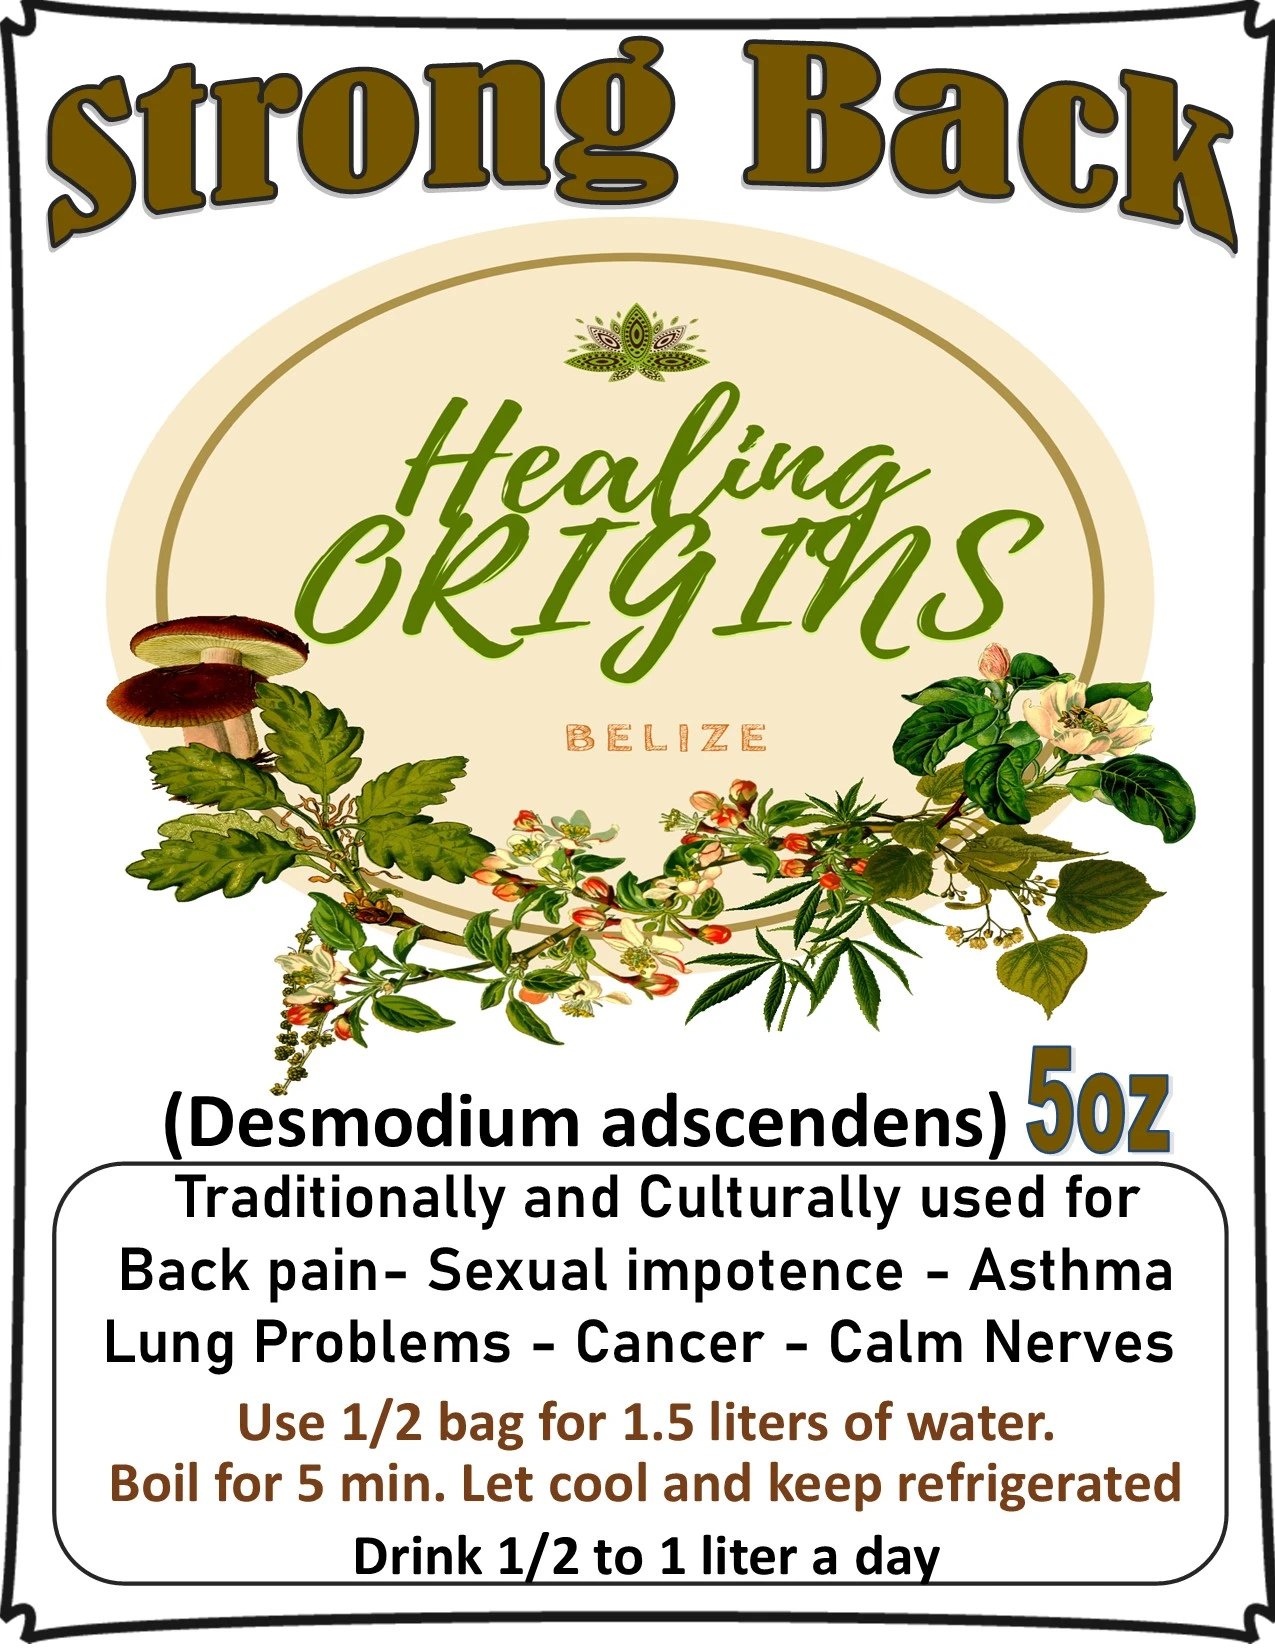 Strong Back
Healing
ORIGINS
BELIZE
(Desmodium adscendens) 5oz
Traditionally and Culturally used for
Back pain- Sexual impotence - Asthma
Lung Problems - Cancer - Calm Nerves
Use 1/2 bag for 1.5 liters of water.
Boil for 5 min. Let cool and keep refrigerated
Drink 1/2 to 1 liter a day